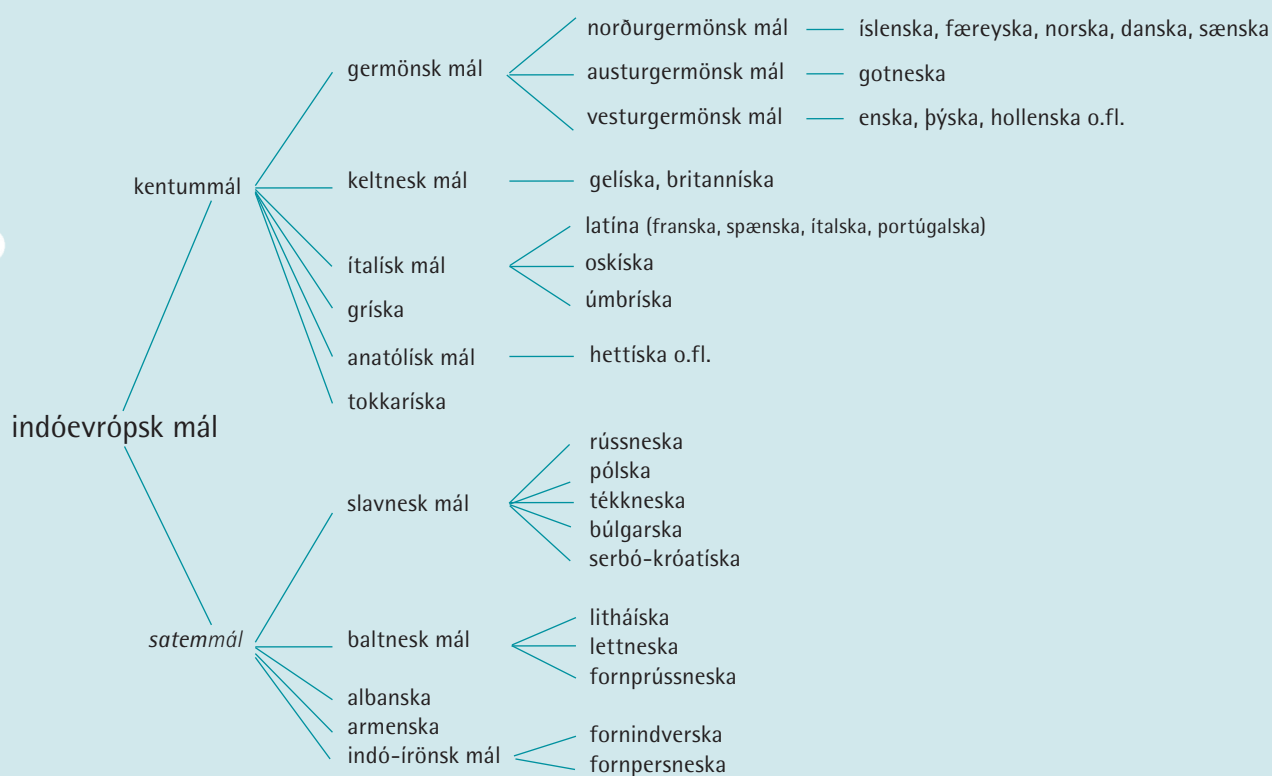 norðurgermönsk mál
íslenska, færeyska, norska, danska, sænska
germönsk mál
austurgermönsk mál
gotneska
vesturgermönsk mál
enska, þýska, hollenska o.fl.
kentummál
keltnesk mál
gelíska, britanníska
latína (franska, spænska, ítalska, portúgalska)
ítalísk mál
oskíska
úmbríska
gríska
anatólísk mál
hettíska o.fl.
tokkaríska
indóevrópsk mál
rússneska
pólska
slavnesk mál
tékkneska
búlgarska
serbó-króatíska
satemmál
baltnesk mál
litháíska
lettneska
fornprússneska
albanska
armenska
indó-írönsk mál
fornindverska
fornpersneska